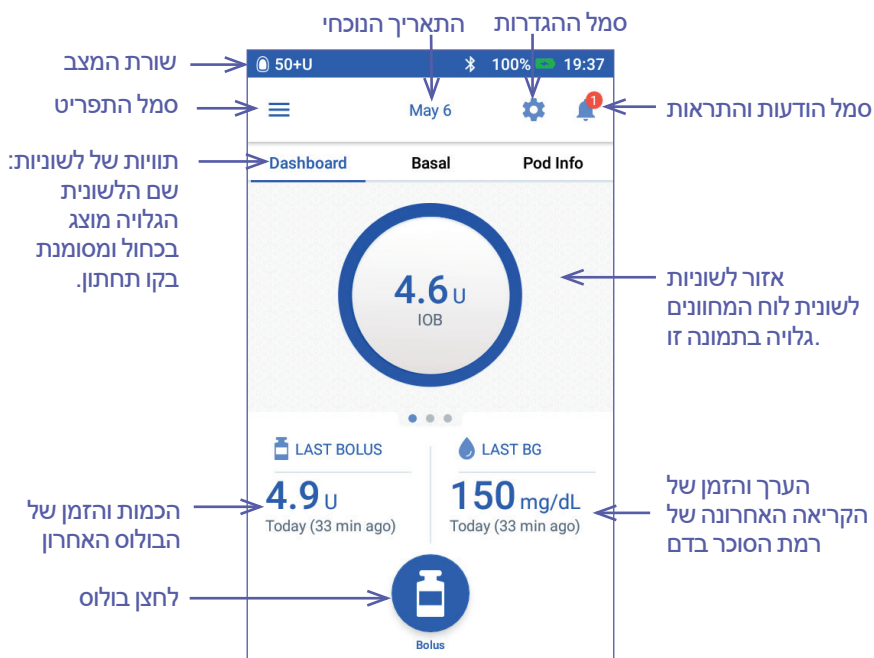 סמל ההגדרות
התאריך הנוכחי
שורת המצב
50+U 100% 19:37
סמל התפריט
May 6
1
סמל הודעות והתראות
תוויות של לשוניות:
שם הלשונית
הגלויה מוצג
בכחול ומסומנת
בקו תחתון.
Dashboard Basal Pod Info
4.6 U
IOB
אזור לשוניות
לשונית לוח המחוונים
גלויה בתמונה זו.
LAST BOLUS
4.9 U
Today (33 min ago)
LAST BG
150 mg/dL
Today (33 min ago)
הכמות והזמן של
הבולוס האחרון
הערך והזמן של
הקריאה האחרונה של
רמת הסוכר בדם
לחצן בולוס
Bolus